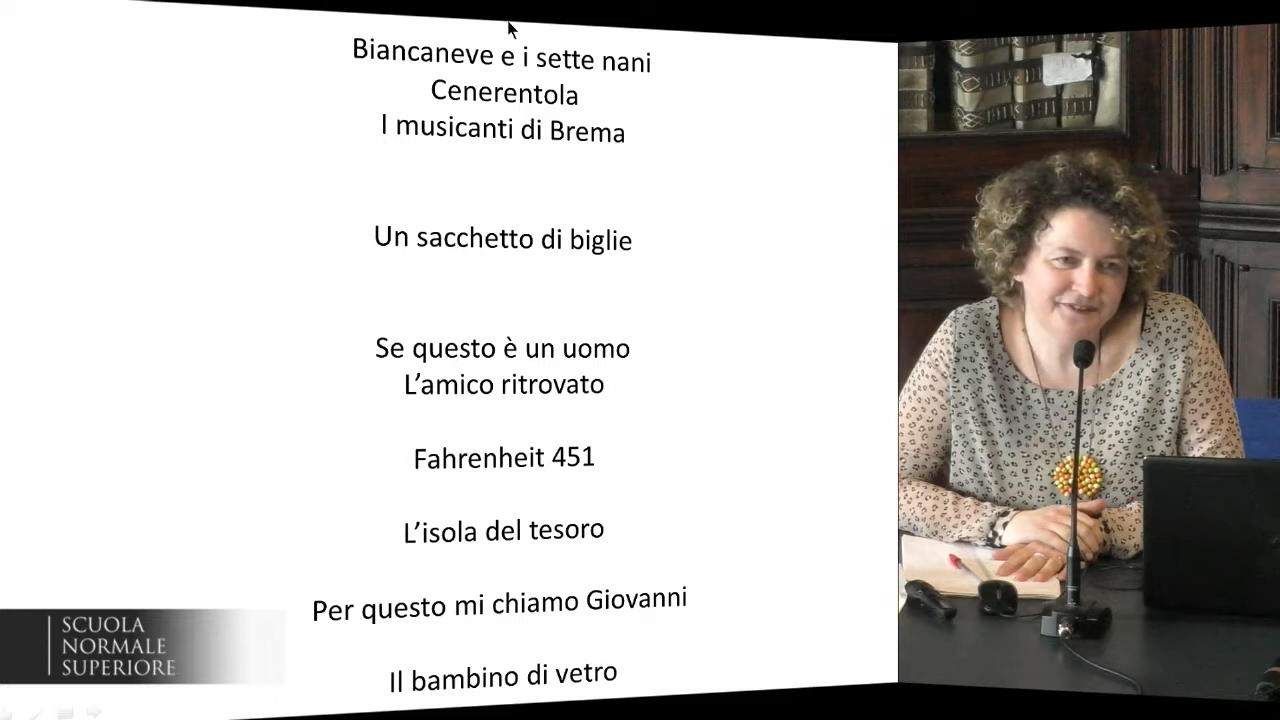 Biancaneve e i sette nani
Cenerentola
I musicanti di Brema
Un sacchetto di biglie
Se questo è un uomo
L'amico ritrovato
Fahrenheit 451
L'isola del tesoro
Per questo mi chiamo Giovanni
Il bambino di vetro
SCUOLA
NORMALE
SUPERIORE